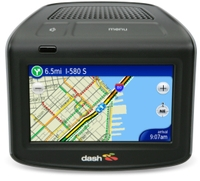 menu
6.5mi I-580 S
arrival
9:07am
dash